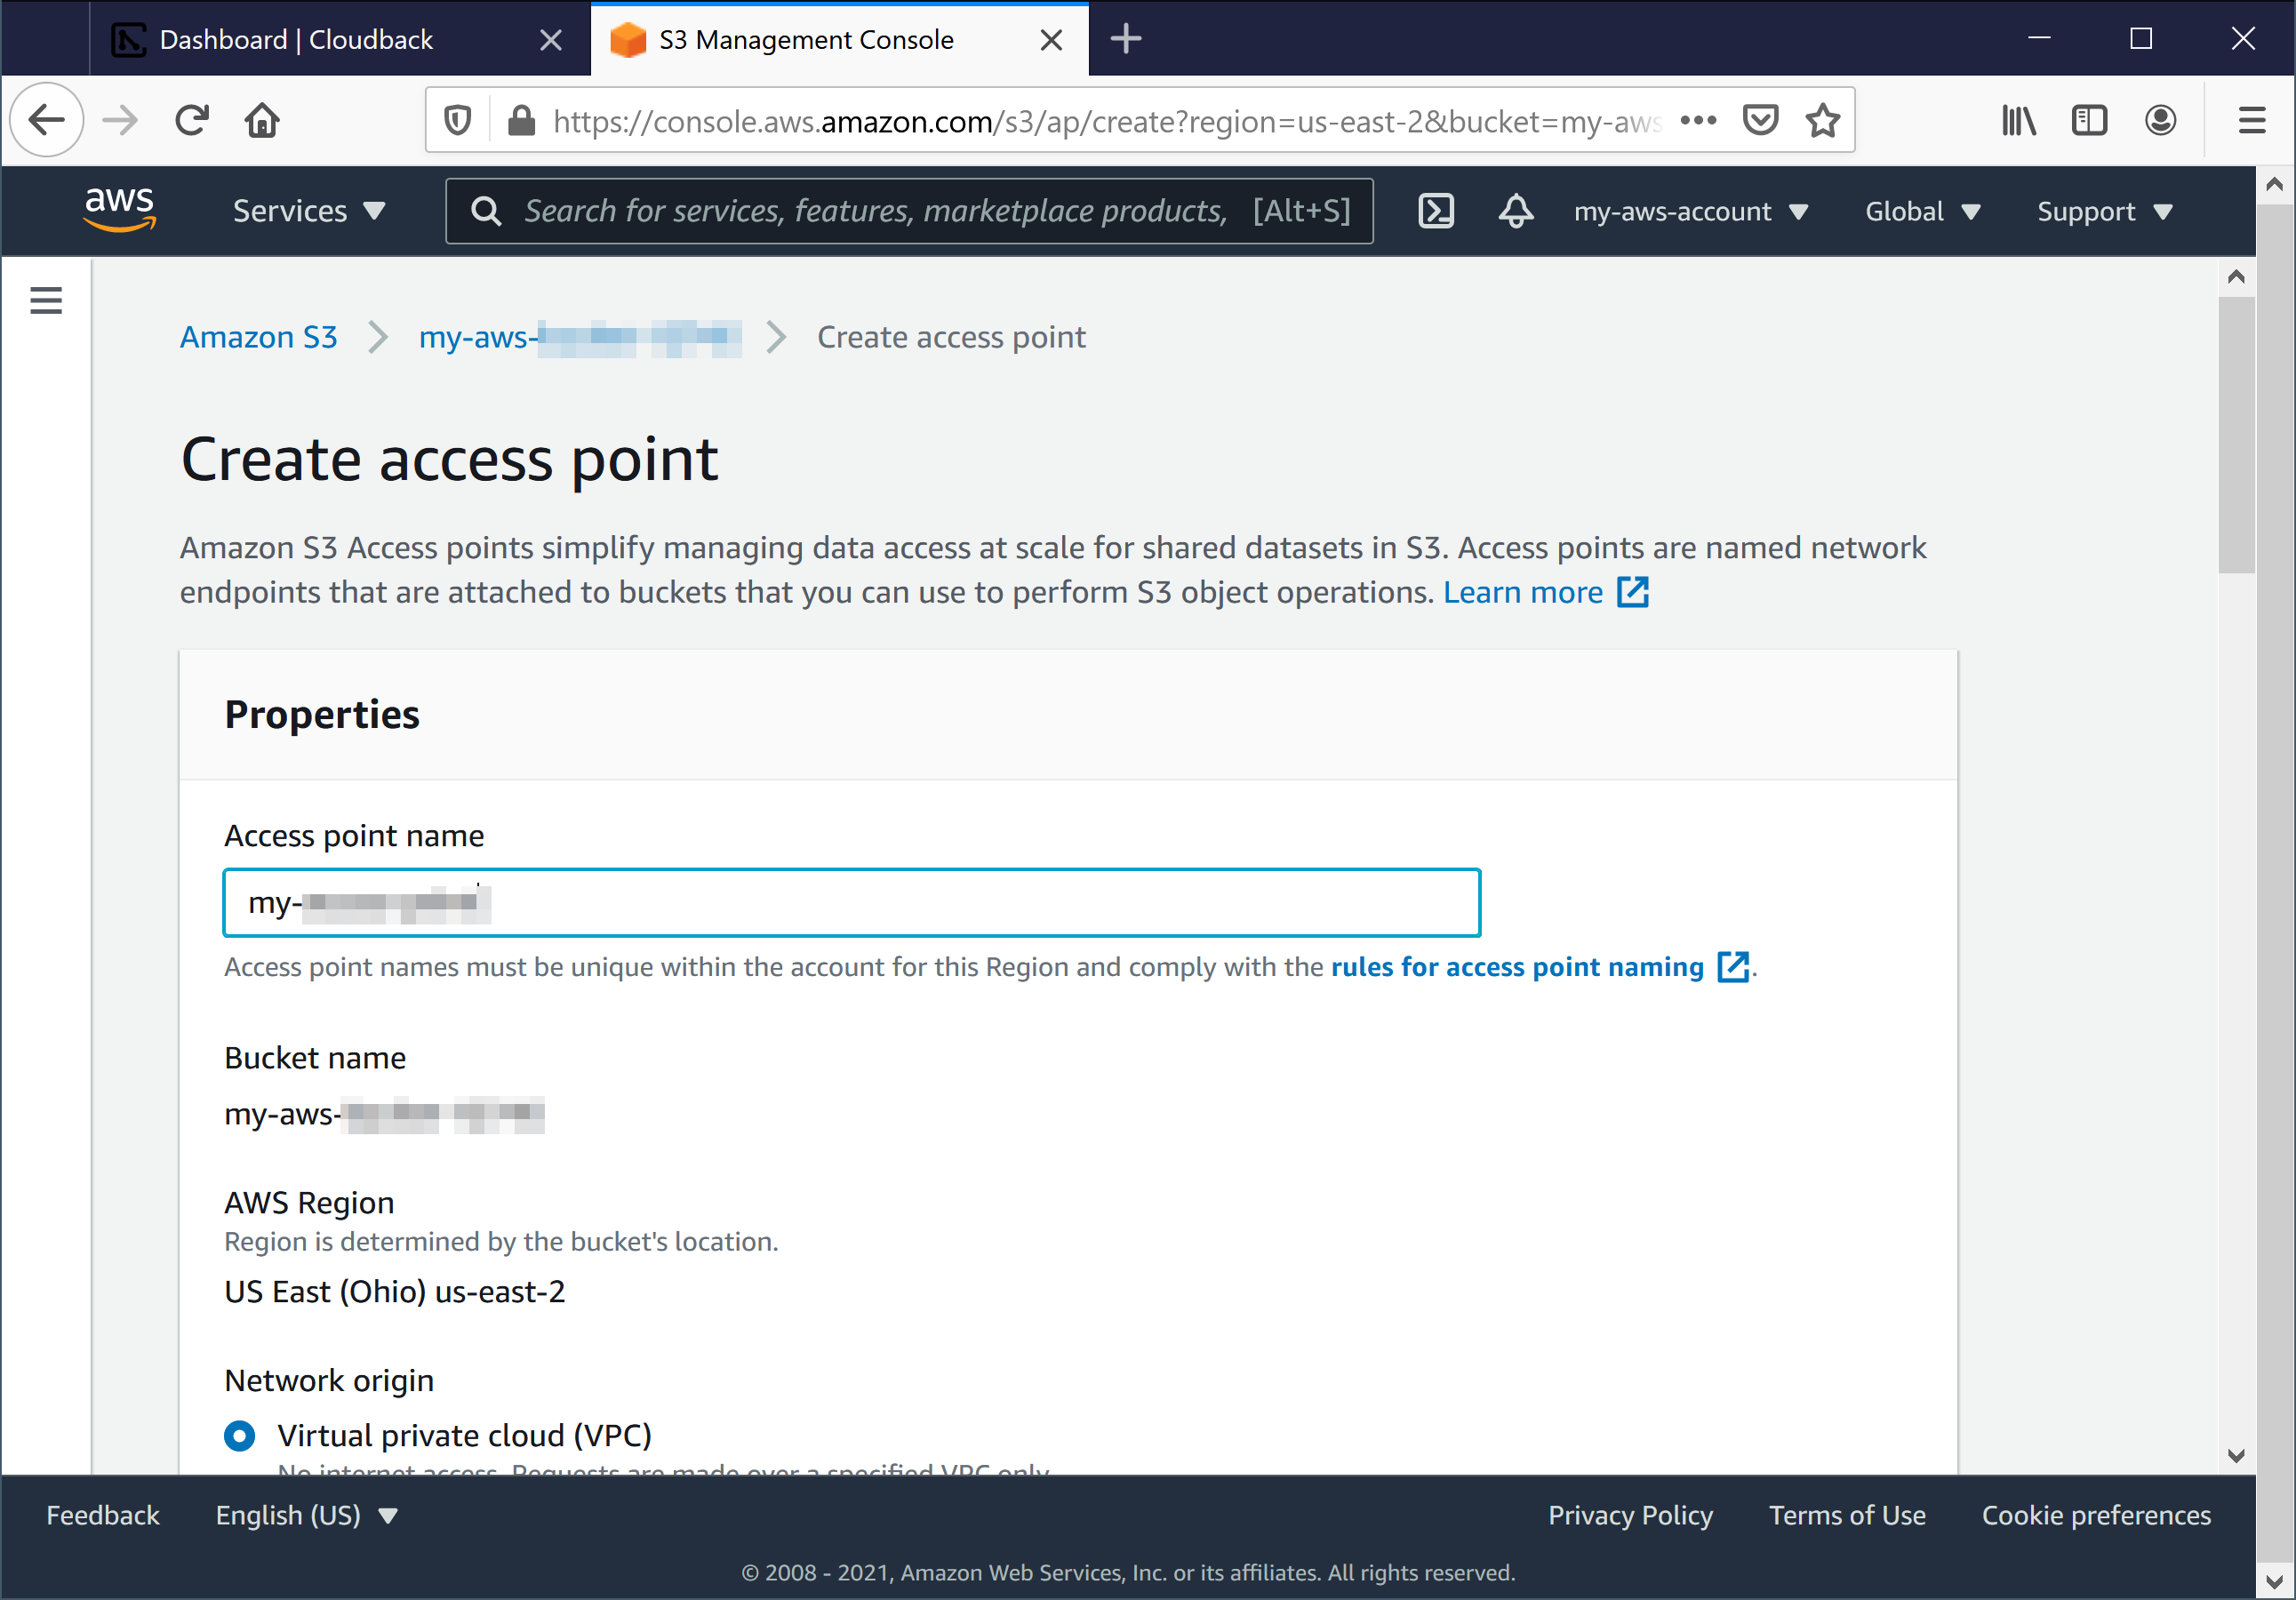 Dashboard | Cloudback
S3 Management Console
https://console.aws.amazon.com/s3/ap/create?region=us-east-2&bucket=my-aws
aws
Services
Search for services, features, marketplace products, [Alt+S]
my-aws-account
Global
Support
Amazon S3 > my-aws- > Create access point
Create access point
Amazon S3 Access points simplify managing data access at scale for shared datasets in S3. Access points are named network
endpoints that are attached to buckets that you can use to perform S3 object operations. Learn more
Properties
Access point name
my-
Access point names must be unique within the account for this Region and comply with the rules for access point naming.
Bucket name
my-aws-
AWS Region
Region is determined by the bucket's location.
US East (Ohio) us-east-2
Network origin
Virtual private cloud (VPC)
No internet access. Requests are made over a specified VPC only.
Feedback
English (US)
Privacy Policy
Terms of Use
Cookie preferences
© 2008 - 2021, Amazon Web Services, Inc. or its affiliates. All rights reserved.